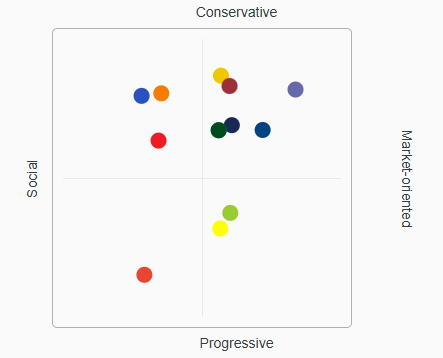 Conservative
Social
Market-oriented
Progressive